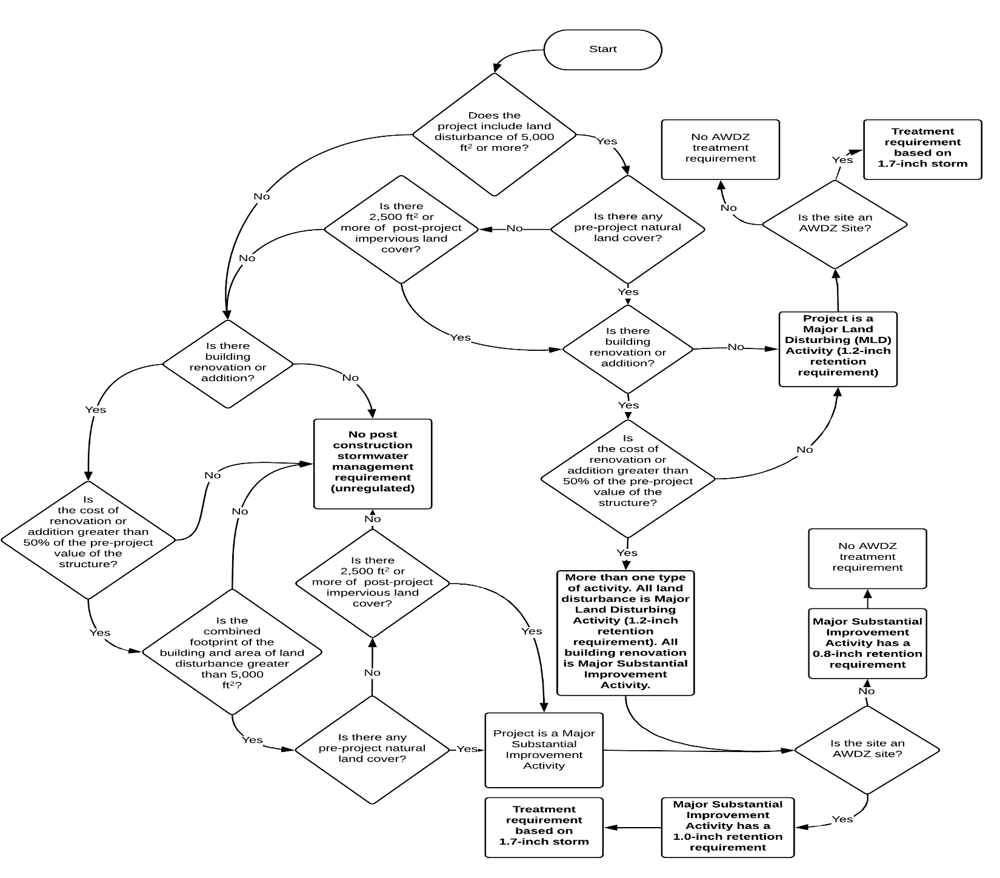 Start
Does the
project include land
disturbance of 5,000
ft² or more?
Yes
No
No AWDZ
treatment
requirement
Treatment
requirement
based on
1.7-inch storm
Yes
No
Is the site an
AWDZ Site?
Is there
2,500 ft² or
more of  post-project
impervious land
cover?
No
Is there any
pre-project natural
land cover?
No
Yes
Yes
Is there
building
renovation or
addition?
No
Project is a
Major Land
Disturbing (MLD)
Activity (1.2-inch
retention
requirement)
Yes
Is there
building
renovation or
addition?
No
Yes
No post
construction
stormwater
management
requirement
(unregulated)
Is
the cost of
renovation or
addition greater than
50% of the pre-project
value of the
structure?
No
Yes
Is
the cost of
renovation or
addition greater than
50% of the pre-project
value of the
structure?
No
Yes
No
Is the
combined
footprint of the
building and area of land
disturbance greater
than 5,000
ft²?
Yes
No
Is there
2,500 ft² or
more of  post-project
impervious land
cover?
Yes
No
Is there any
pre-project natural
land cover?
Yes
More than one type
of activity. All land
disturbance is Major
Land Disturbing
Activity (1.2-inch
retention
requirement). All
building renovation
is Major Substantial
Improvement
Activity.
Project is a Major
Substantial
Improvement
Activity
No AWDZ
treatment
requirement
Major Substantial
Improvement
Activity has a
0.8-inch retention
requirement
No
Is the site an
AWDZ site?
Yes
Major Substantial
Improvement
Activity has a
1.0-inch retention
requirement
Treatment
requirement
based on
1.7-inch storm